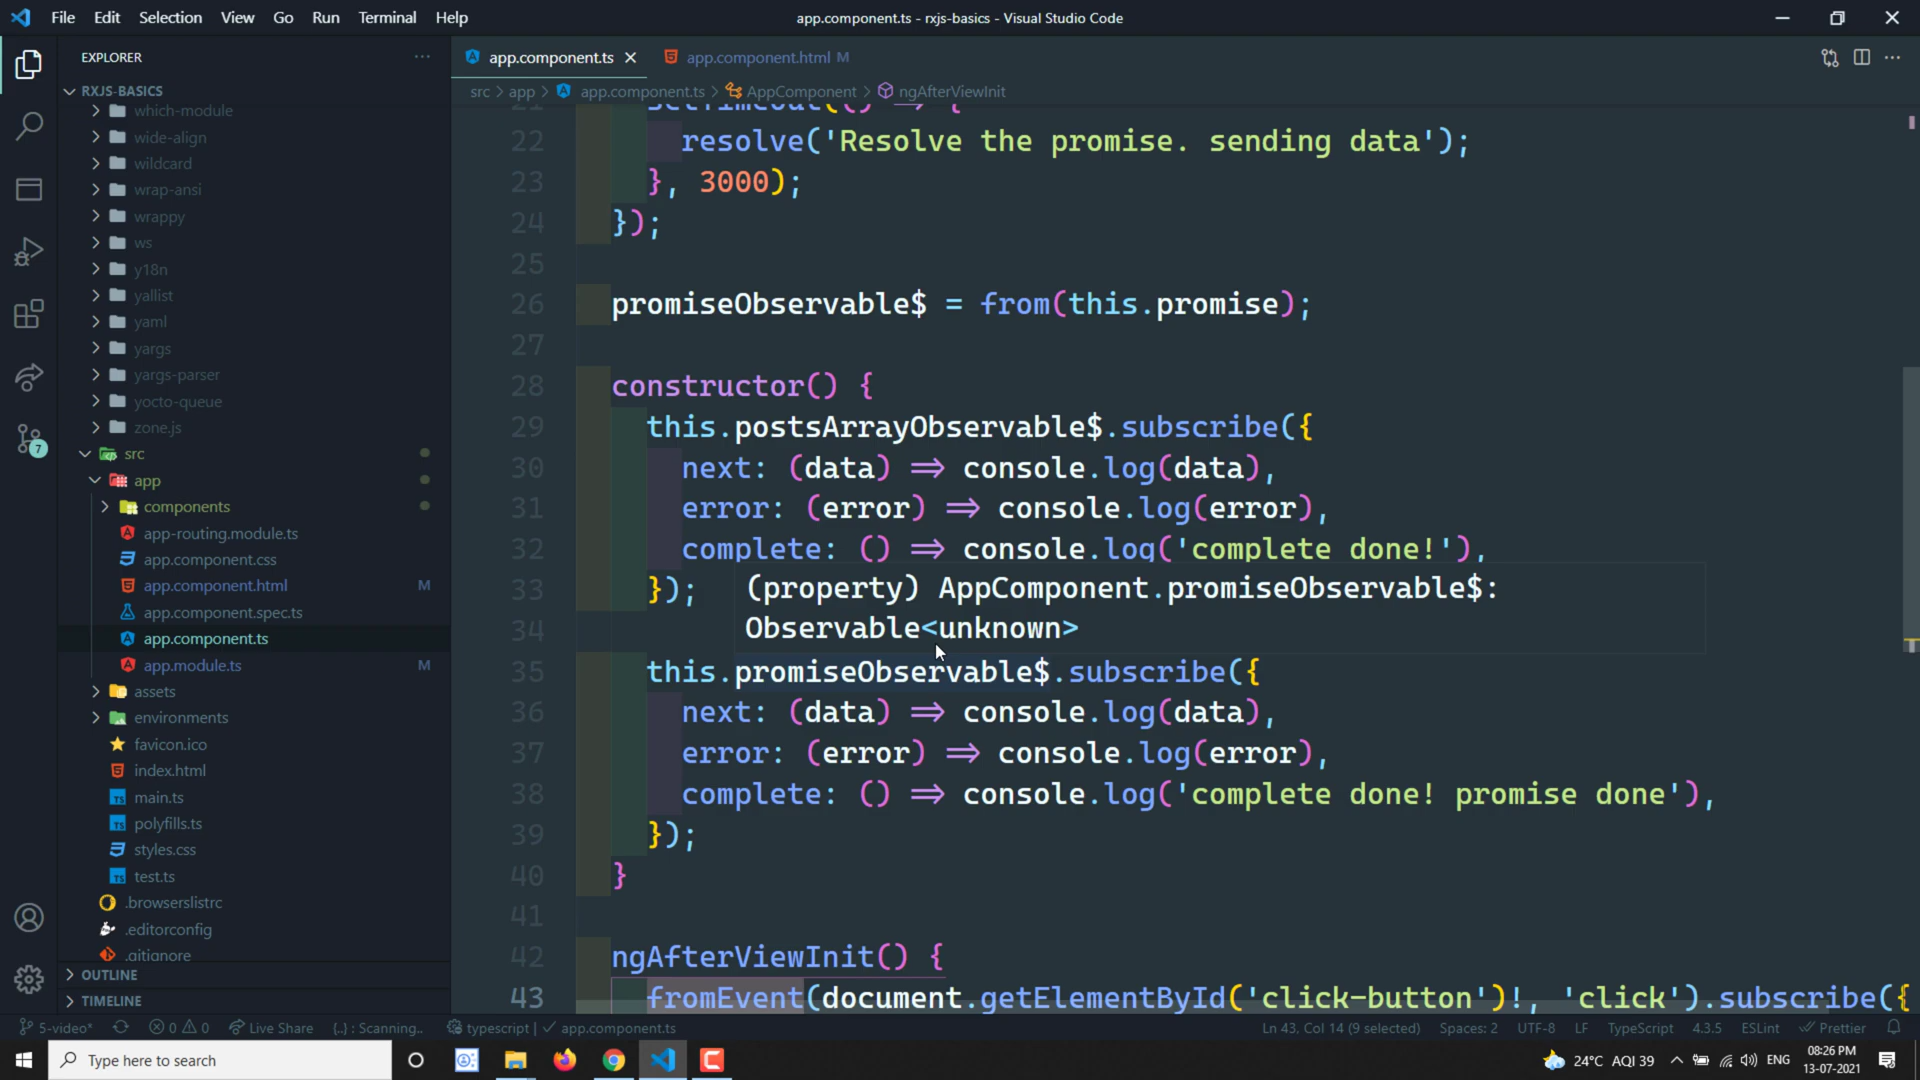 File Edit Selection View Go Run Terminal Help
app.component.ts - rxjs-basics - Visual Studio Code
EXPLORER
RXJS-BASICS
which-module
wide-align
wildcard
wrap-ansi
wrappy
ws
y18n
yallist
yaml
yargs
yargs-parser
yocto-queue
zone.js
src
app
components
app-routing.module.ts
app.component.css
app.component.html M
app.component.spec.ts
app.component.ts
app.module.ts M
assets
environments
favicon.ico
index.html
main.ts
polyfills.ts
styles.css
test.ts
.browserslistrc
.editorconfig
.gitignore
OUTLINE
TIMELINE
7
app.component.ts
app.component.html M
src > app > app.component.ts > AppComponent > ngAfterViewInit
21 setTimeout(() => {
22 resolve('Resolve the promise. sending data');
23 }, 3000);
24 });
25
26 promiseObservable$ = from(this.promise);
27
28 constructor() {
29 this.postsArrayObservable$.subscribe({
30 next: (data) => console.log(data),
31 error: (error) => console.log(error),
32 complete: () => console.log('complete done!'),
33 });
(property) AppComponent.promiseObservable$:
34
Observable<unknown>
35 this.promiseObservable$.subscribe({
36 next: (data) => console.log(data),
37 error: (error) => console.log(error),
38 complete: () => console.log('complete done! promise done'),
39 });
40 }
41
42 ngAfterViewInit() {
43 fromEvent(document.getElementById('click-button')!, 'click').subscribe({
5-video* 0 0 Live Share {..} : Scanning.. typescript | ✓ app.component.ts
Ln 43, Col 14 (9 selected) Spaces: 2 UTF-8 LF TypeScript 4.3.5 ESLint Prettier
Type here to search
24°C AQI 39 ENG
08:26 PM
13-07-2021